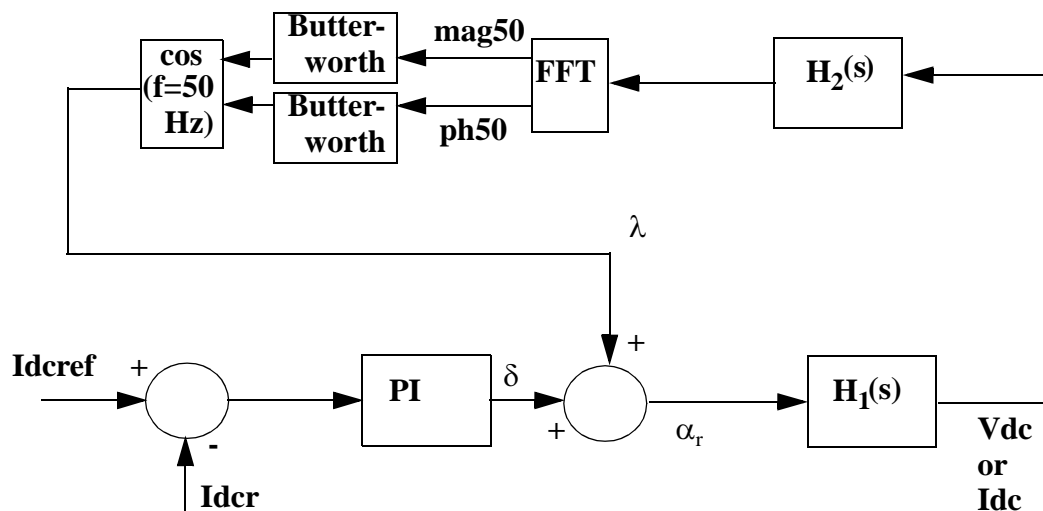 Butter-
worth
mag50
cos
(f=50
Hz)
FFT
H2(s)
Butter-
worth
ph50
λ
Idcref
+
-
Idcr
PI
δ
+
+
αr
H1(s)
Vdc
or
Idc